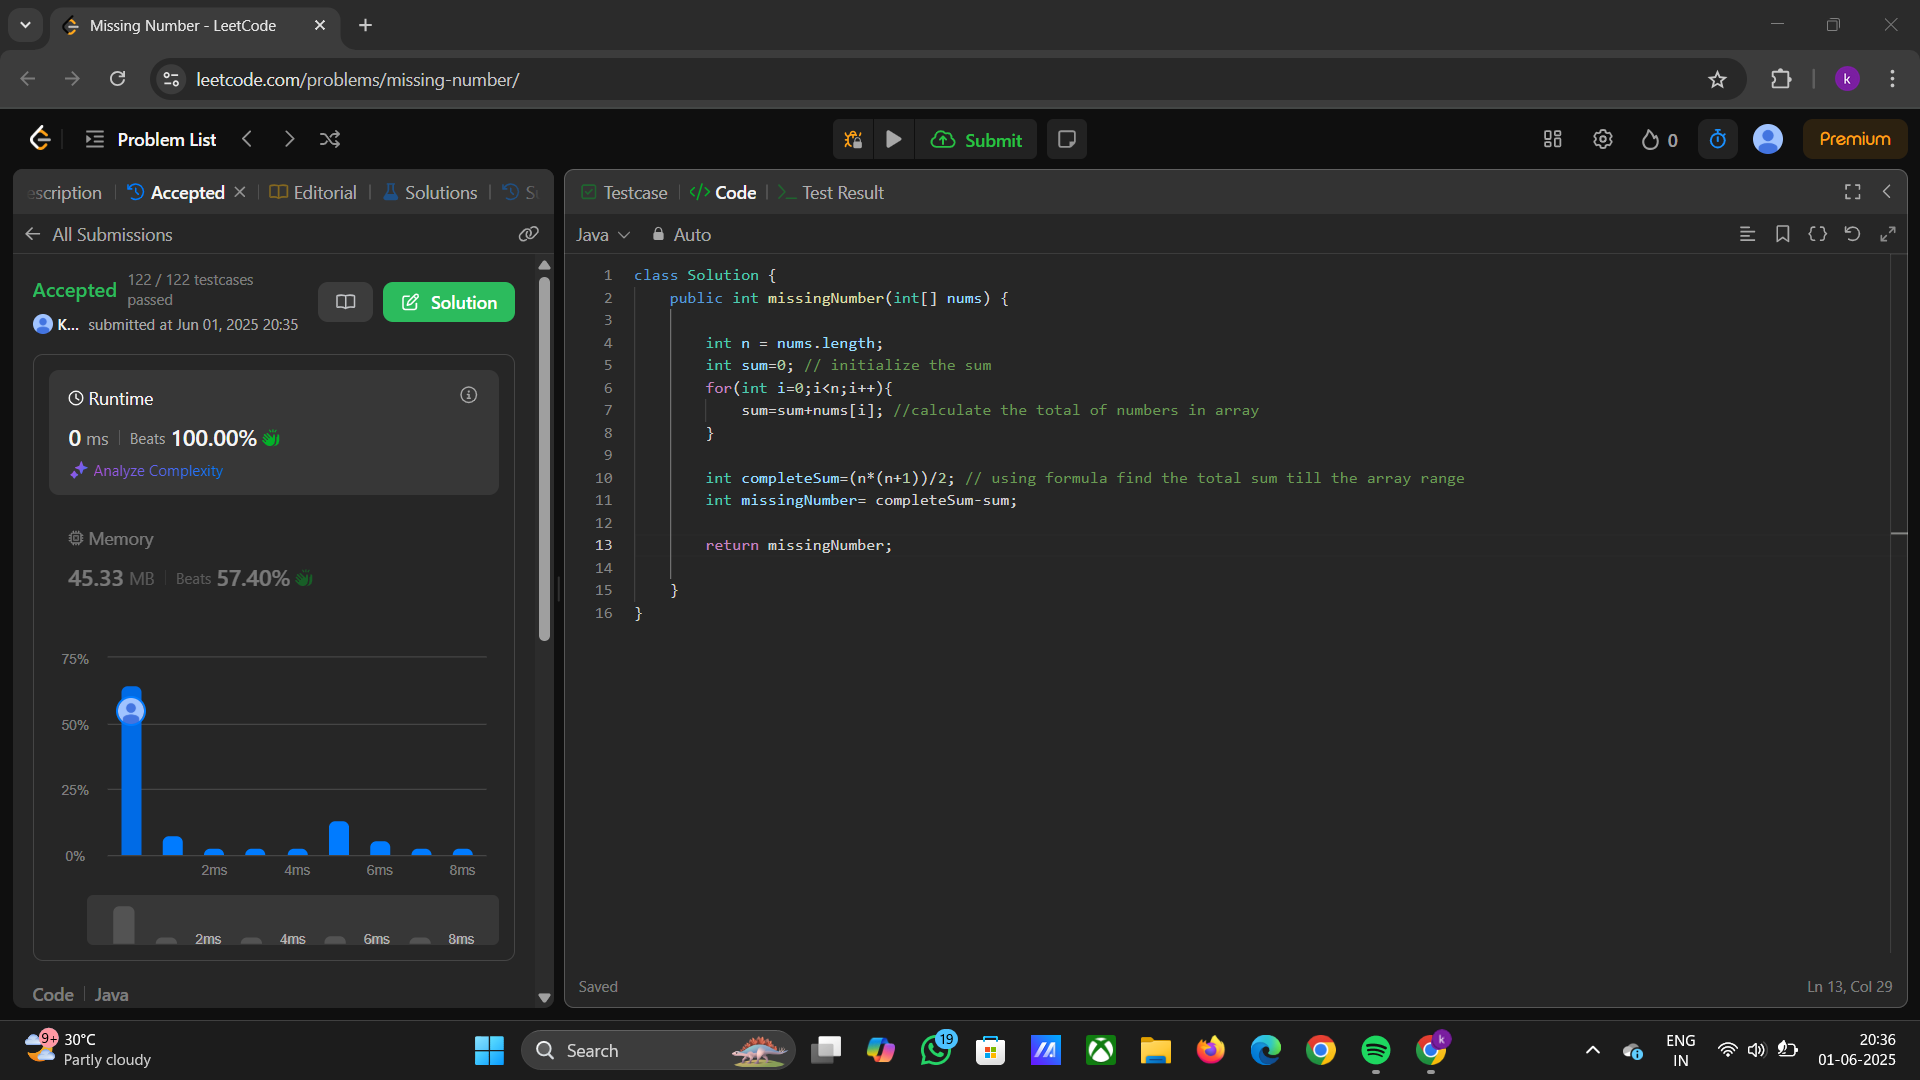 Missing Number - LeetCode
leetcode.com/problems/missing-number/
k
Problem List
Submit
0
Premium
escription
Accepted
Editorial
Solutions
Testcase
</> Code
Test Result
All Submissions
Java
Auto
Accepted
122 / 122 testcases
passed
Solution
K...
submitted at Jun 01, 2025 20:35
Runtime
0 ms
Beats 100.00%
Analyze Complexity
Memory
45.33 MB
Beats 57.40%
75%
50%
25%
0%
2ms 4ms 6ms 8ms
2ms 4ms 6ms 8ms
Code
Java
1 class Solution {
2 public int missingNumber(int[] nums) {
3
4 int n = nums.length;
5 int sum=0; // initialize the sum
6 for(int i=0;i<n;i++){
7 sum=sum+nums[i]; //calculate the total of numbers in array
8 }
9
10 int completeSum=(n*(n+1))/2; // using formula find the total sum till the array range
11 int missingNumber= completeSum-sum;
12
13 return missingNumber;
14
15 }
16 }
Saved
Ln 13, Col 29
9+
30°C
Partly cloudy
Search
19
k
ENG
IN
20:36
01-06-2025